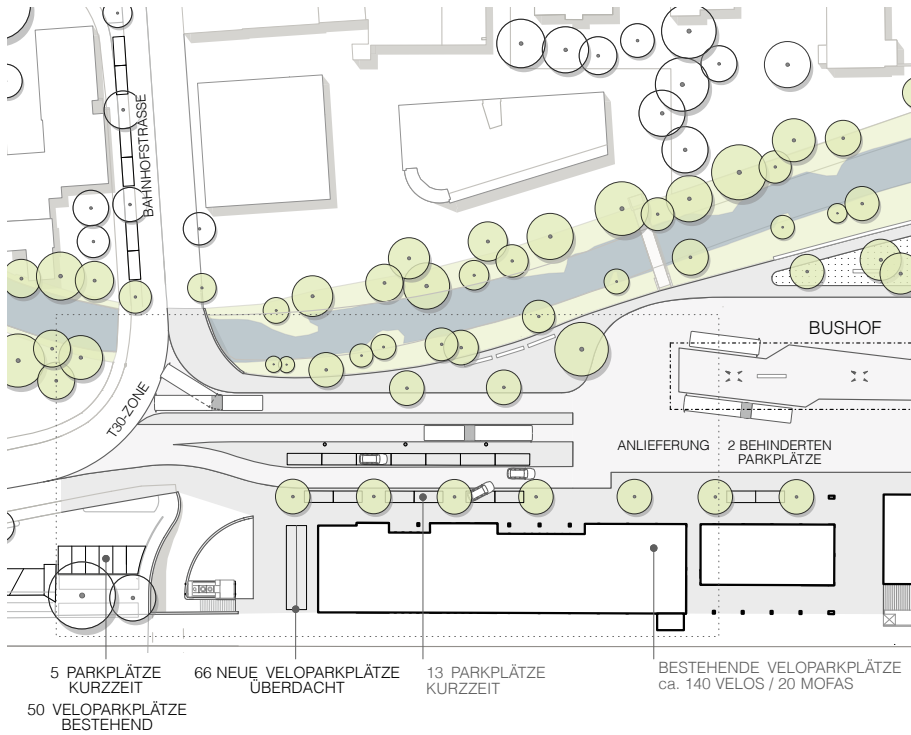 BAHNHOFSTRASSE
BUSHOF
T30-ZONE
ANLIEFERUNG
2 BEHINDERTEN
PARKPLÄTZE
5 PARKPLÄTZE
KURZZEIT
50 VELOPARKPLÄTZE
BESTEHEND
66 NEUE VELOPARKPLÄTZE
ÜBERDACHT
13 PARKPLÄTZE
KURZZEIT
BESTEHENDE VELOPARKPLÄTZE
ca. 140 VELOS / 20 MOFAS